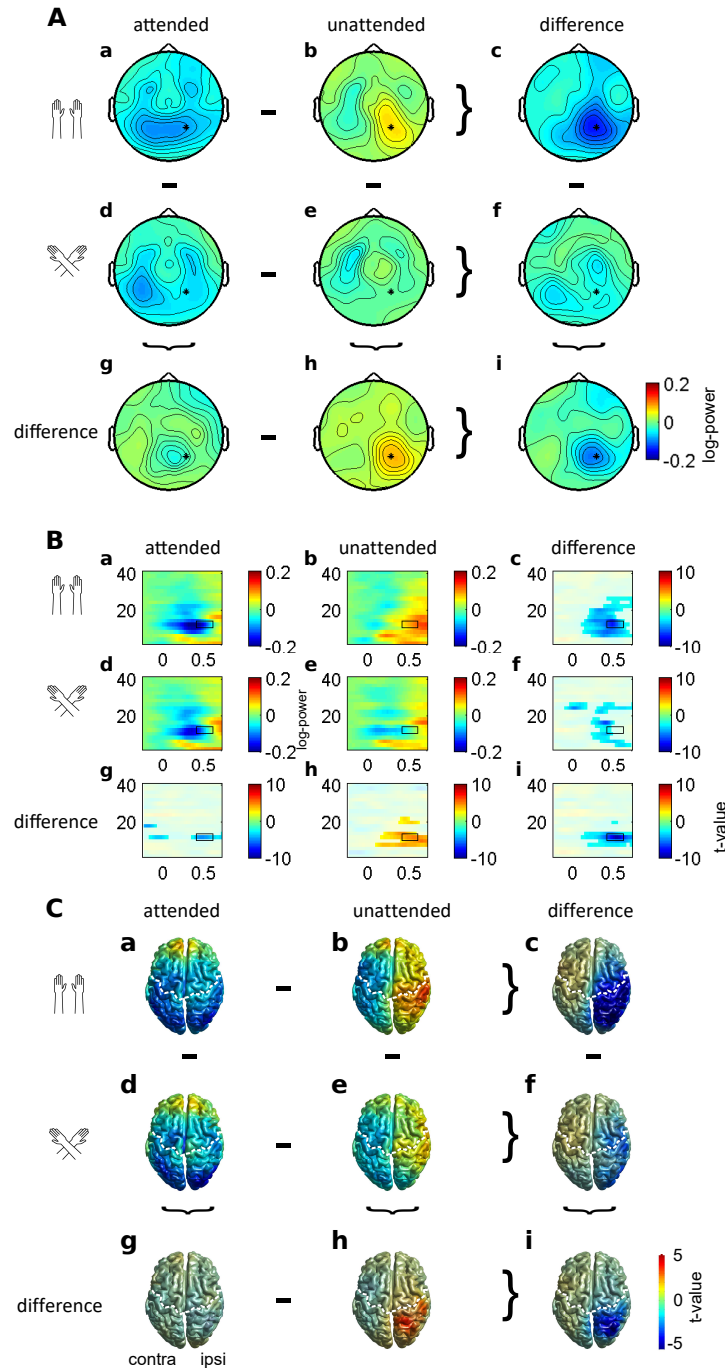 A attended unattended difference
a b c
d e f
g h i
difference
0.2
0
-0.2
log-power
B attended unattended difference
a b c
40 0.2 40 0.2 40 10
20 0 20 0 20 0
-0.2 -0.2 -10
0 0.5 0 0.5 0 0.5
d e f
40 0.2 40 0.2 40 10
20 0 20 0 20 0
-0.2 -0.2 -10
log-power
0 0.5 0 0.5 0 0.5
g h i
40 10 40 10 40 10
difference 20 0 20 0 20 0
-10 -10 -10
t-value
0 0.5 0 0.5 0 0.5
C attended unattended difference
a b c
d e f
g h i
difference
5
0
-5
t-value
contra ipsi